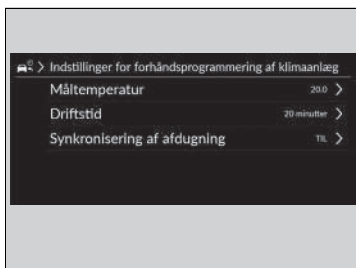 > Indstillinger for forhåndsprogrammering af klimaanlæg
Måltemperatur 20.0 >
Driftstid 20 minutter >
Synkronisering af afdugning TIL >